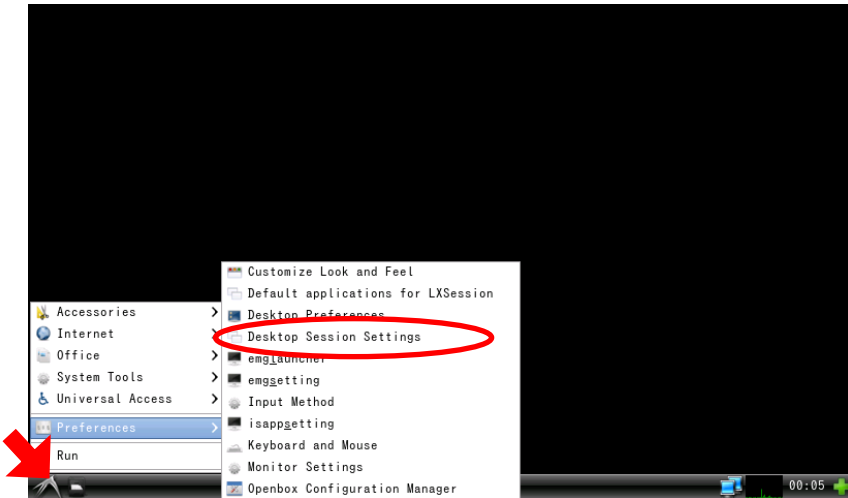 Customize Look and Feel
Default applications for LXSession
Desktop Preferences
Desktop Session Settings
emglauncher
emgsetting
Input Method
isappsetting
Keyboard and Mouse
Monitor Settings
Openbox Configuration Manager
Accessories
Internet
Office
System Tools
Universal Access
Preferences
Run
00:05